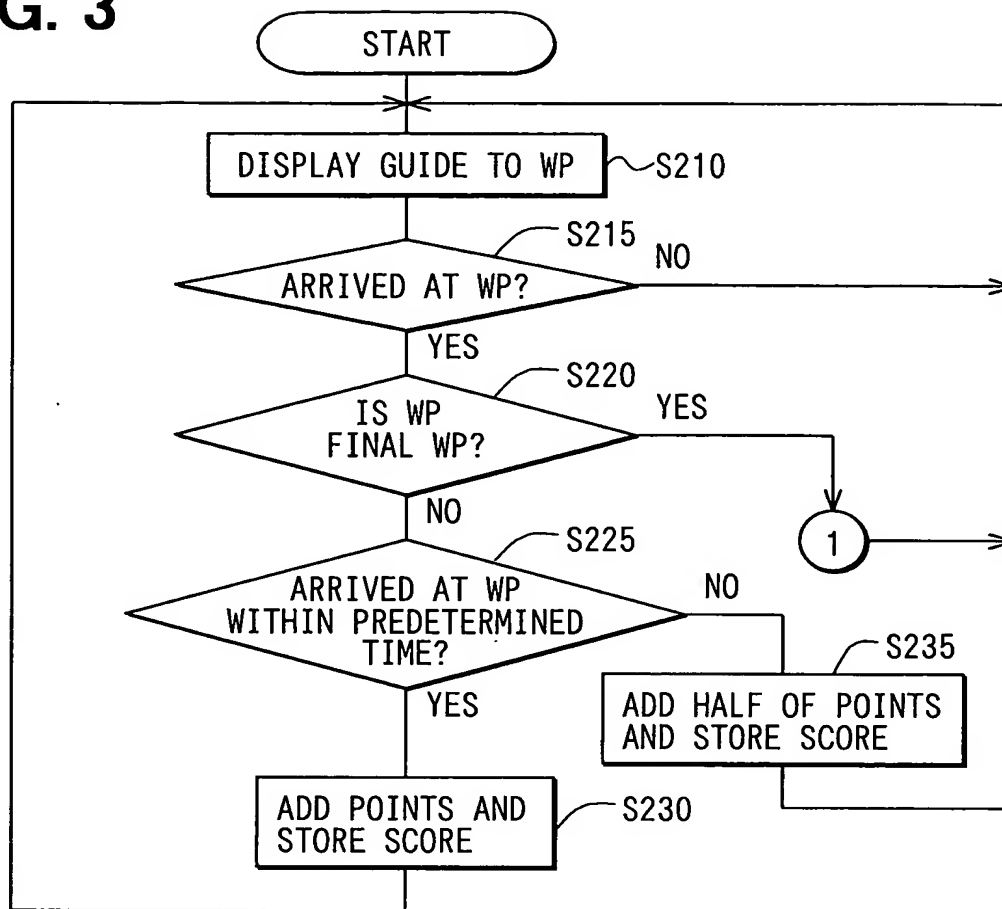 G. 3
START
DISPLAY GUIDE TO WP
S210
S215
ARRIVED AT WP?
NO
YES
S220
IS WP
FINAL WP?
YES
NO
1
S225
ARRIVED AT WP
WITHIN PREDETERMINED
TIME?
NO
YES
S235
ADD HALF OF POINTS
AND STORE SCORE
ADD POINTS AND
STORE SCORE
S230